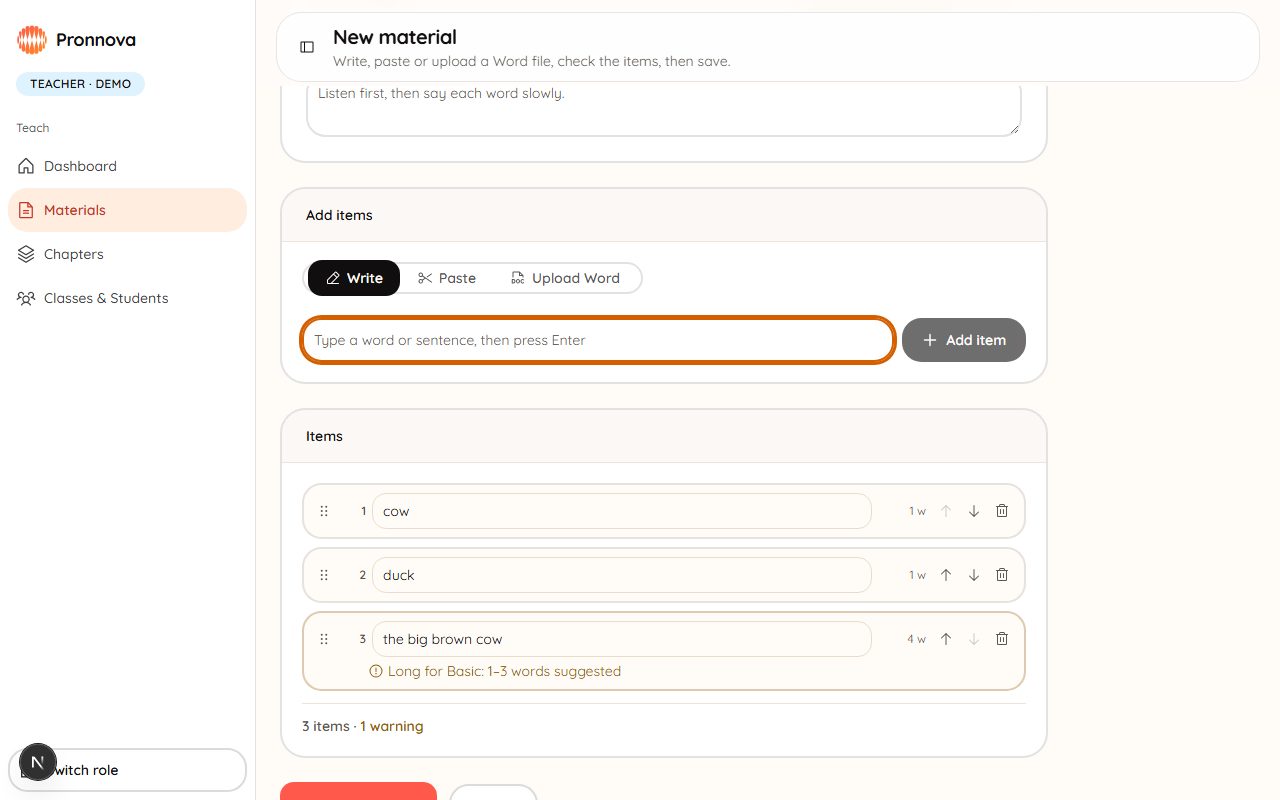 Pronnova
TEACHER · DEMO
Teach
Dashboard
Materials
Chapters
Classes & Students
N
witch role
New material
Write, paste or upload a Word file, check the items, then save.
Listen first, then say each word slowly.
Add items
Write
Paste
DOC
Upload Word
Type a word or sentence, then press Enter
Add item
Items
1 cow 1 w
2 duck 1 w
3 the big brown cow 4 w
Long for Basic: 1–3 words suggested
3 items · 1 warning